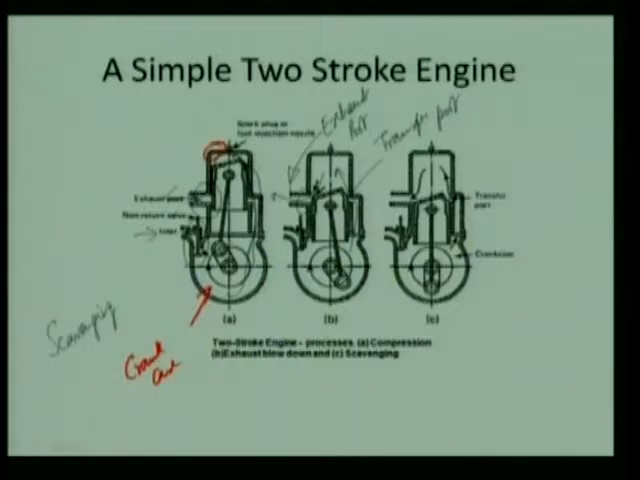 A Simple Two Stroke Engine
Spark plug or
fuel injection nozzle
Exhaust
Port
Transfer port
Exhaust port
Non-return valve
Inlet
Transfer
port
Crankcase
Scavenging
(a)
(b)
(c)
Two-Stroke Engine - processes. (a) Compression
(b)Exhaust blow down and (c) Scavenging